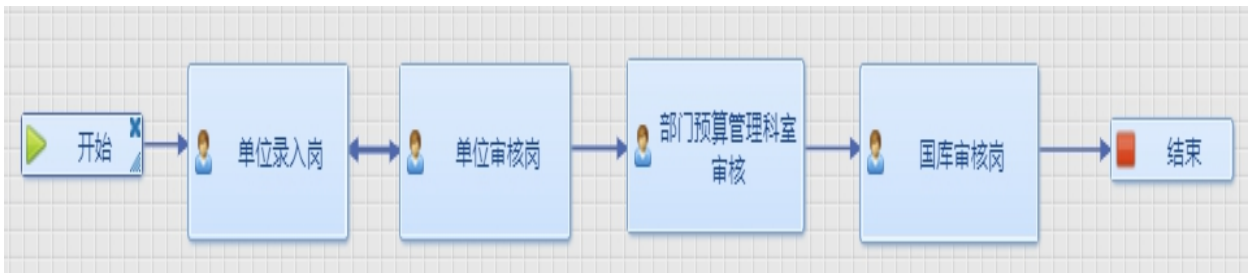 开始
单位录入岗
单位审核岗
部门预算管理科室
审核
国库审核岗
结束